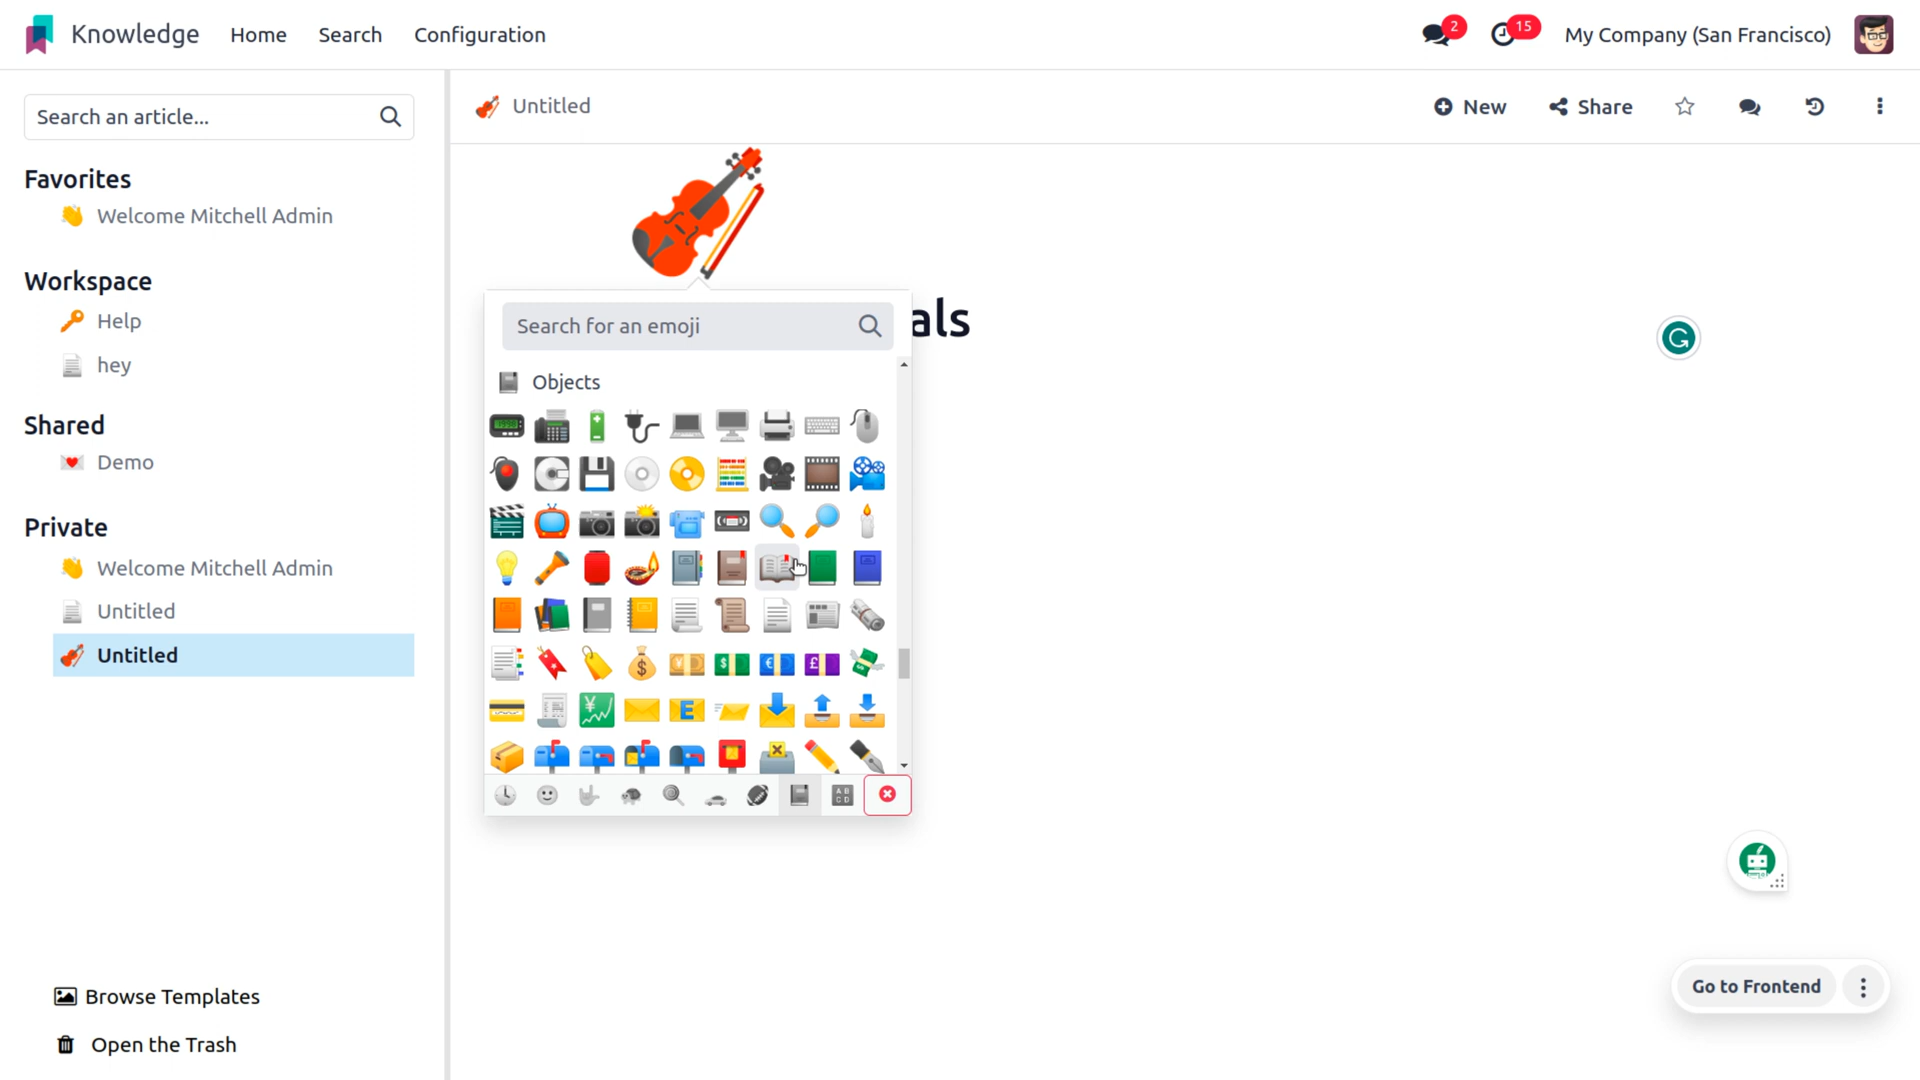 Knowledge Home Search Configuration 2 15 My Company (San Francisco)
Search an article...
Untitled New Share
Favorites
Welcome Mitchell Admin
Workspace
Help
hey
Shared
Demo
Private
Welcome Mitchell Admin
Untitled
Untitled
Browse Templates
Open the Trash
als
Search for an emoji
Objects
Go to Frontend